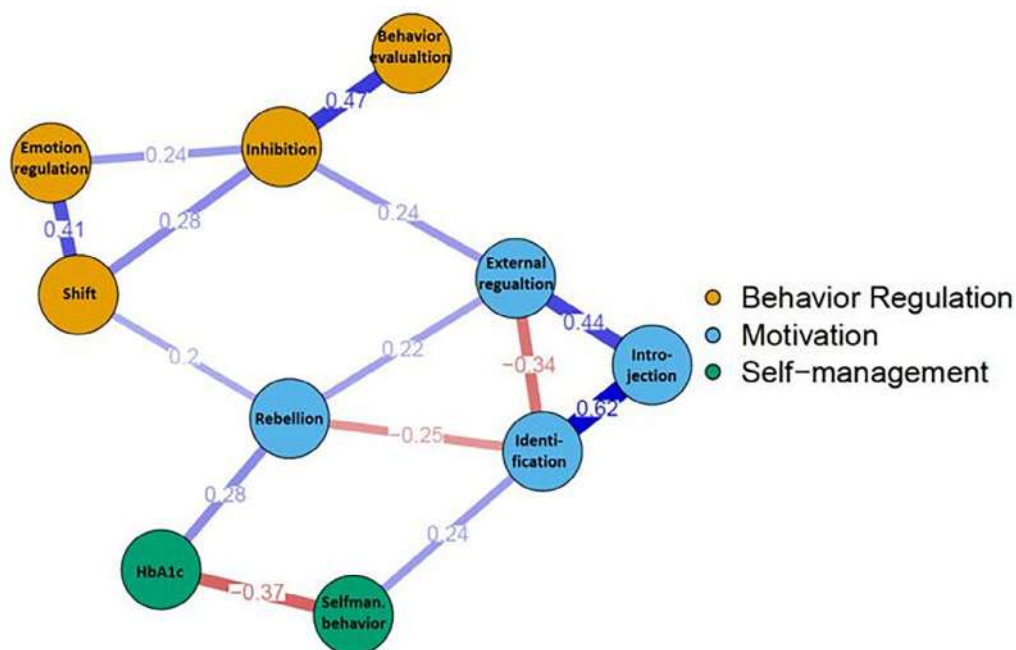 Behavior
evaluatltion
0.47
Emotion
regulation
0.24
Inhibition
0.41
0.28
0.24
Shift
External
regualtion
0.44
0.2
0.22
−0.34
Intro-
jection
0.62
Rebellion
−0.25
Identi-
fication
0.28
0.24
HbA1c
−0.37
Selfman.
behavior
Behavior Regulation
Motivation
Self−management